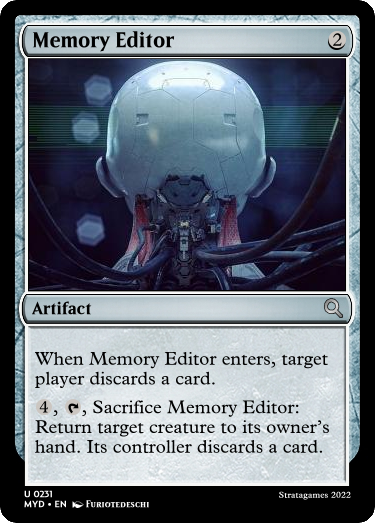 Memory Editor 2
Artifact
When Memory Editor enters, target
player discards a card.
4, , Sacrifice Memory Editor:
Return target creature to its owner's
hand. Its controller discards a card.
U 0231
MYD • EN Furiotedeschi
Stratagames 2022